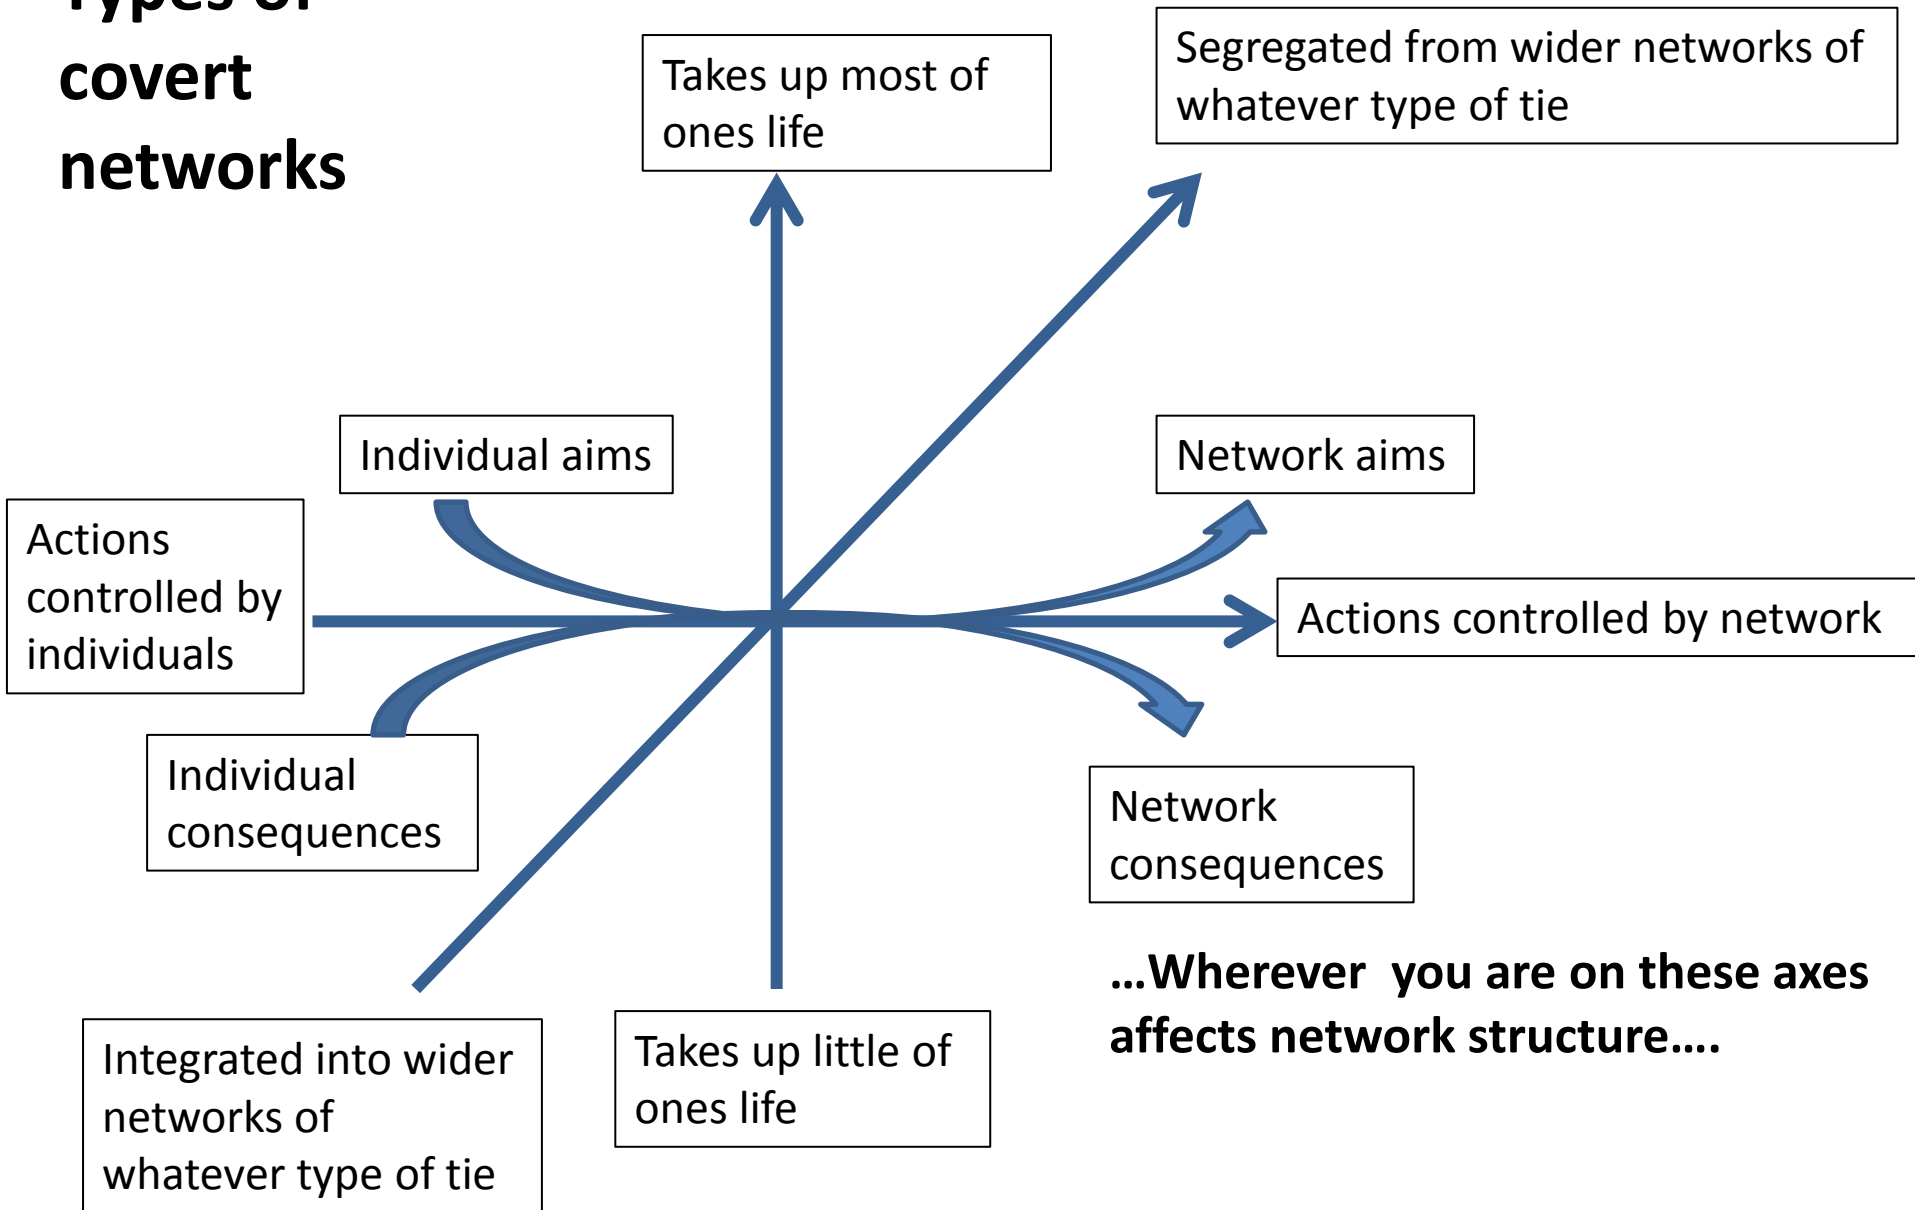 Types of
covert
networks
Takes up most of
ones life
Segregated from wider networks of
whatever type of tie
Individual aims
Network aims
Actions
controlled by
individuals
Actions controlled by network
Individual
consequences
Network
consequences
…Wherever  you are on these axes
affects network structure….
Integrated into wider
networks of
whatever type of tie
Takes up little of
ones life